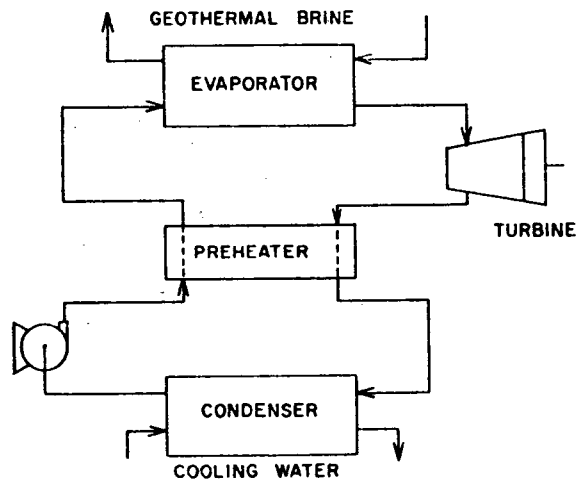 GEOTHERMAL BRINE
EVAPORATOR
TURBINE
PREHEATER
CONDENSER
COOLING WATER